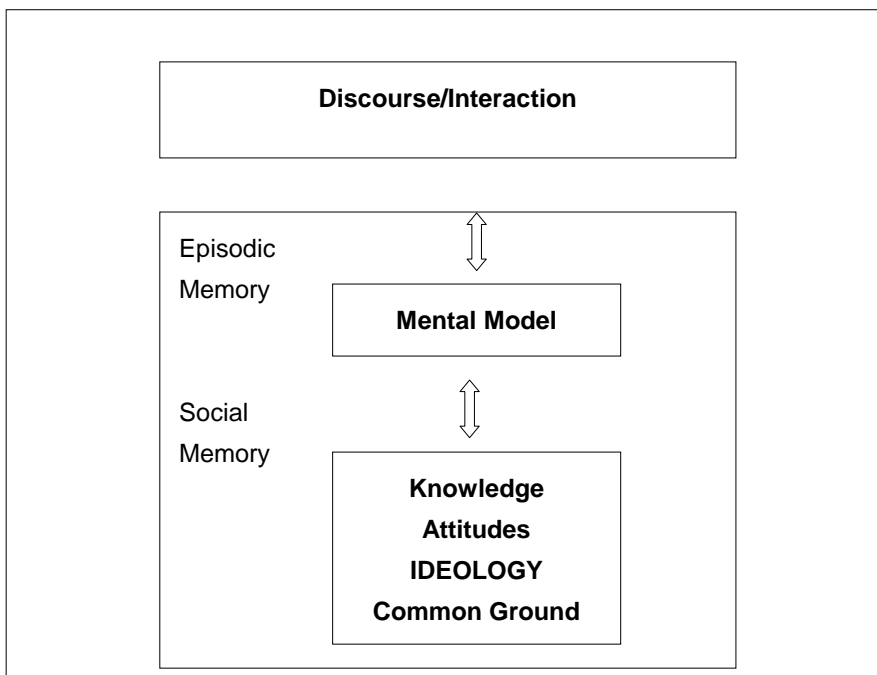 Discourse/Interaction
Episodic
Memory
Mental Model
Social
Memory
Knowledge
Attitudes
IDEOLOGY
Common Ground